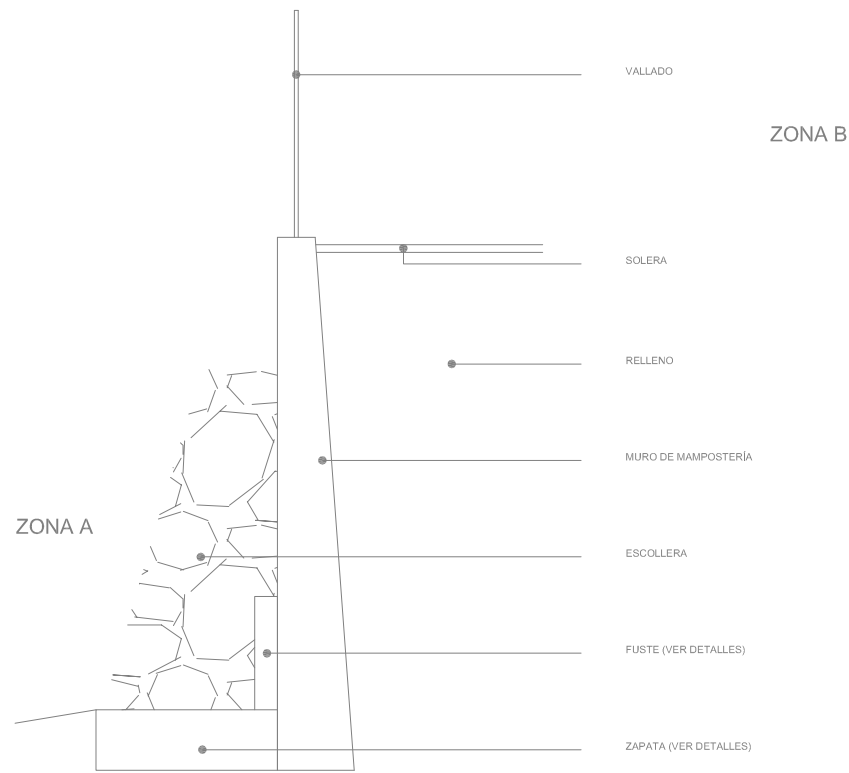 VALLADO
ZONA B
SOLERA
RELLENO
MURO DE MAMPOSTERÍA
ZONA A
ESCOLLERA
FUSTE (VER DETALLES)
ZAPATA (VER DETALLES)